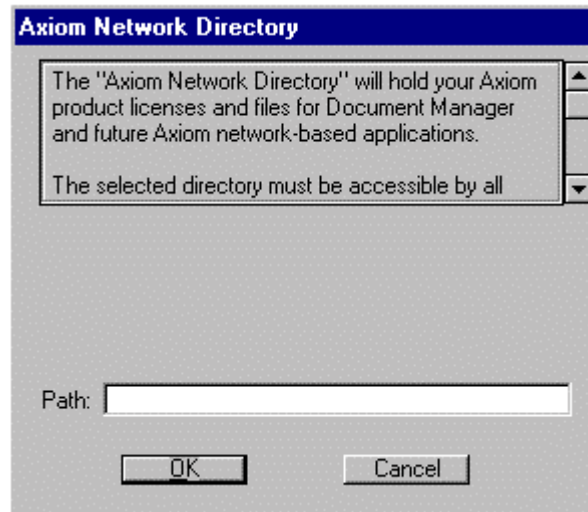 Axiom Network Directory
The "Axiom Network Directory" will hold your Axiom
product licenses and files for Document Manager
and future Axiom network-based applications.
The selected directory must be accessible by all
Path:
OK Cancel